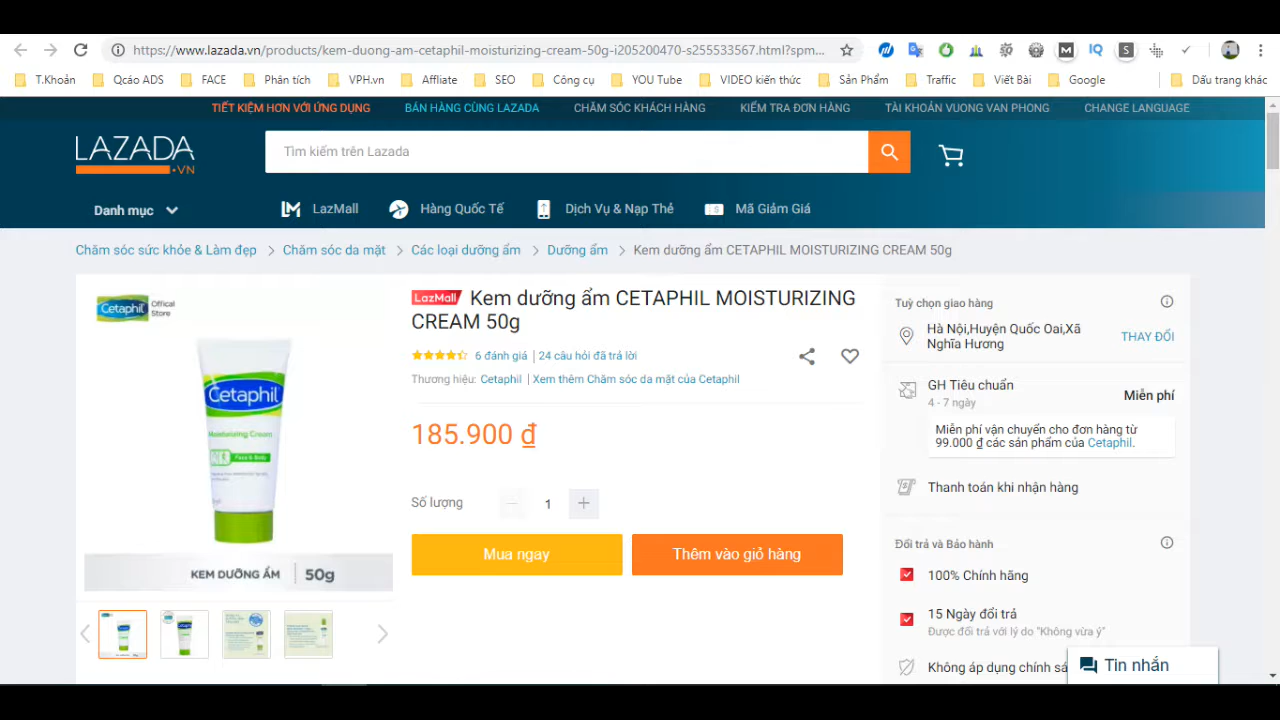 https://www.lazada.vn/products/kem-duong-am-cetaphil-moisturizing-cream-50g-i205200470-s255533567.html?spm...
T.Khoản Qcáo ADS FACE Phân tích VPH.vn Affliate SEO Công cụ YOU Tube VIDEO kiến thức Sản Phẩm Traffic Viết Bài Google Dấu trang khác
TIẾT KIỆM HƠN VỚI ỨNG DỤNG BÁN HÀNG CÙNG LAZADA CHĂM SÓC KHÁCH HÀNG KIỂM TRA ĐƠN HÀNG TÀI KHOẢN VUONG VAN PHONG CHANGE LANGUAGE
LAZADA
.VN
Tìm kiếm trên Lazada
Danh mục LM LazMall Hàng Quốc Tế Dịch Vụ & Nạp Thẻ Mã Giảm Giá
Chăm sóc sức khỏe & Làm đẹp > Chăm sóc da mặt > Các loại dưỡng ẩm > Dưỡng ẩm > Kem dưỡng ẩm CETAPHIL MOISTURIZING CREAM 50g
Cetaphil Offical
Store
Cetaphil
Moisturizing Cream
Face & Body
KEM DƯỠNG ẨM 50g
LazMall Kem dưỡng ẩm CETAPHIL MOISTURIZING
CREAM 50g
6 đánh giá | 24 câu hỏi đã trả lời
Thương hiệu: Cetaphil | Xem thêm Chăm sóc da mặt của Cetaphil
185.900 ₫
Số lượng − 1 +
Mua ngay Thêm vào giỏ hàng
Tuỳ chọn giao hàng
Hà Nội,Huyện Quốc Oai,Xã
Nghĩa Hương
THAY ĐỔI
GH Tiêu chuẩn
4 - 7 ngày
Miễn phí
Miễn phí vận chuyển cho đơn hàng từ
99.000 ₫ các sản phẩm của Cetaphil.
Thanh toán khi nhận hàng
Đổi trả và Bảo hành
100% Chính hãng
15 Ngày đổi trả
Được đổi trả với lý do "Không vừa ý"
Không áp dụng chính sá
Tin nhắn